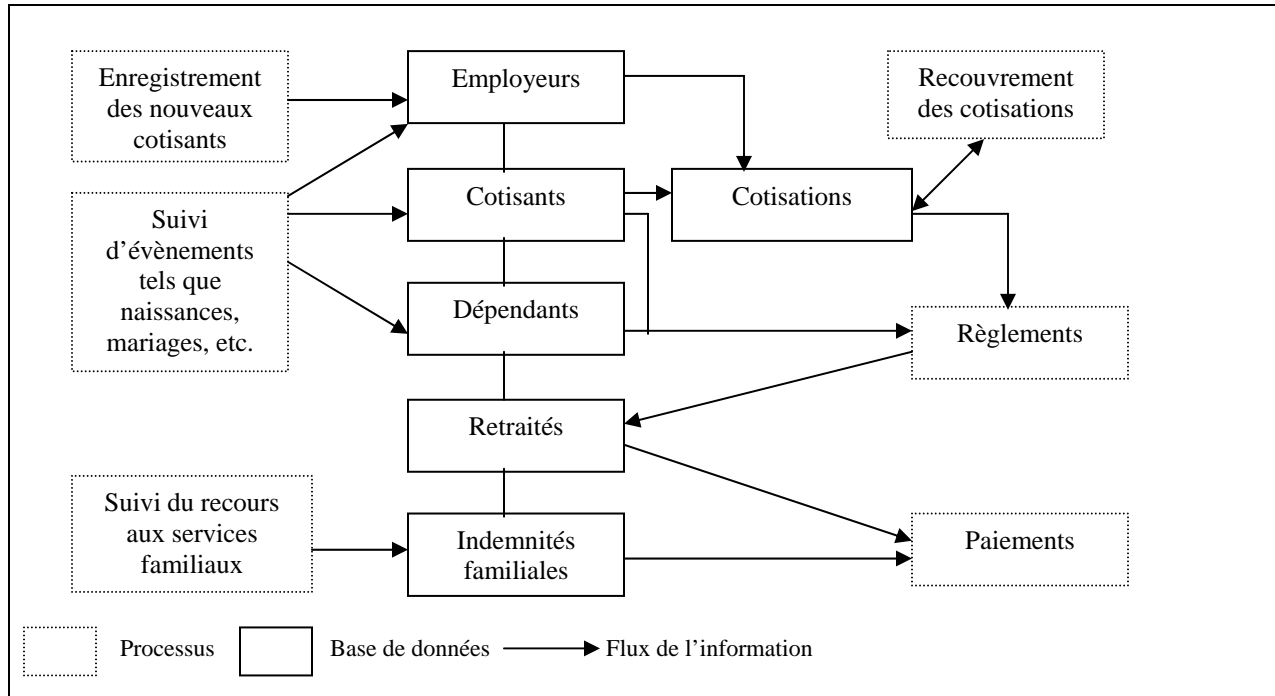 Enregistrement
des nouveaux
cotisants
Employeurs
Recouvrement
des cotisations
Suivi
d’évènements
tels que
naissances,
mariages, etc.
Cotisants
Cotisations
Dépendants
Règlements
Retraités
Suivi du recours
aux services
familiaux
Indemnités
familiales
Paiements
Processus
Base de données
Flux de l’information